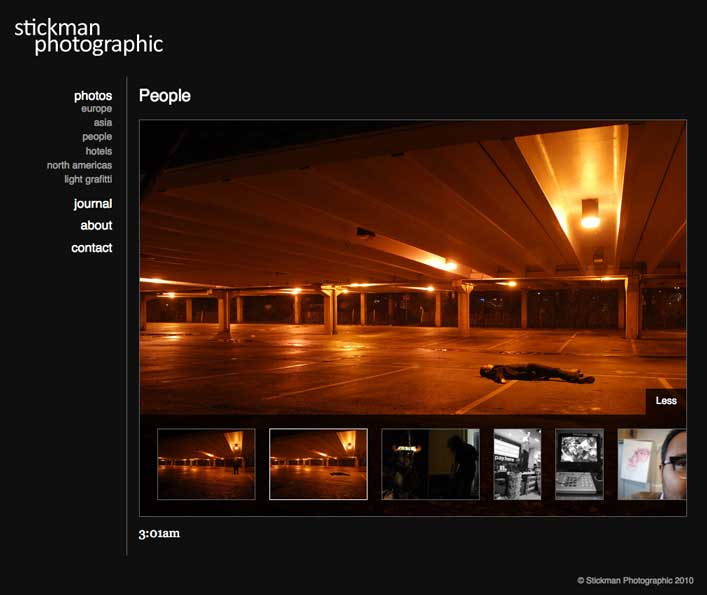 stickman
photographic
photos
europe
asia
people
hotels
north americas
light grafitti
journal
about
contact
People
Less
3:01am
© Stickman Photographic 2010